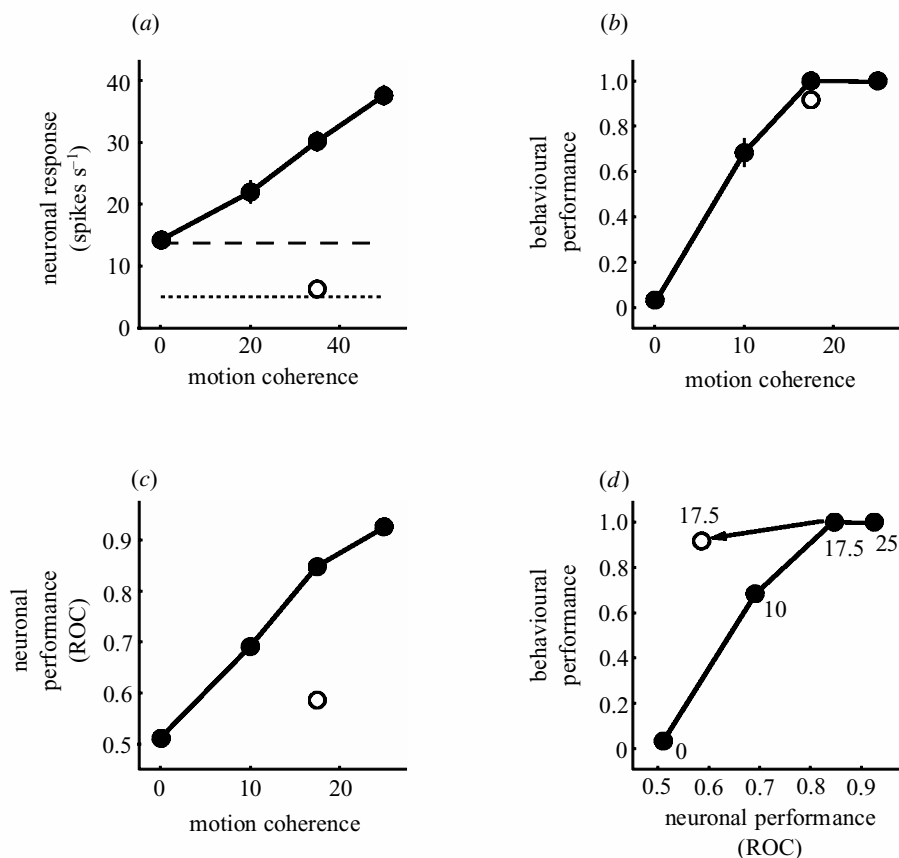 (a)
neuronal response
(spikes s⁻¹)
40
30
20
10
0
0 20 40
motion coherence
(b)
behavioural
performance
1.0
0.8
0.6
0.4
0.2
0
0 10 20
motion coherence
(c)
neuronal
performance
(ROC)
0.9
0.8
0.7
0.6
0.5
0 10 20
motion coherence
(d)
behavioural
performance
1.0
0.8
0.6
0.4
0.2
0
17.5
17.5
25
10
0
0.5 0.6 0.7 0.8 0.9
neuronal performance
(ROC)